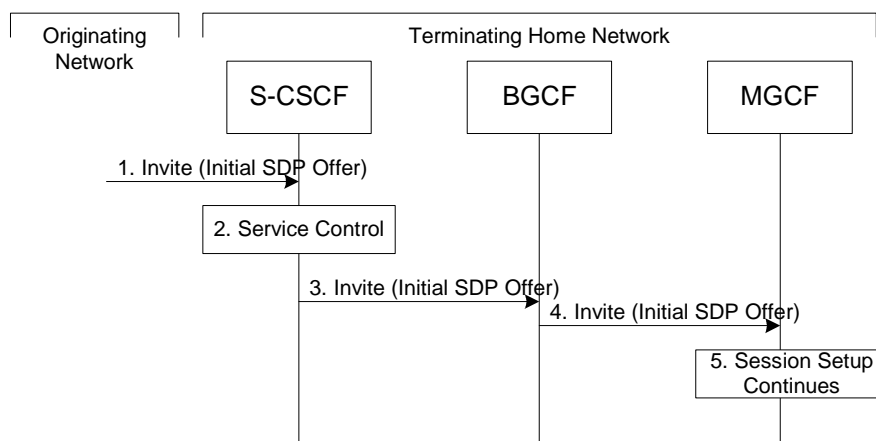 Originating
Network
Terminating Home Network
S-CSCF
BGCF
MGCF
1. Invite (Initial SDP Offer)
2. Service Control
3. Invite (Initial SDP Offer)
4. Invite (Initial SDP Offer)
5. Session Setup
Continues